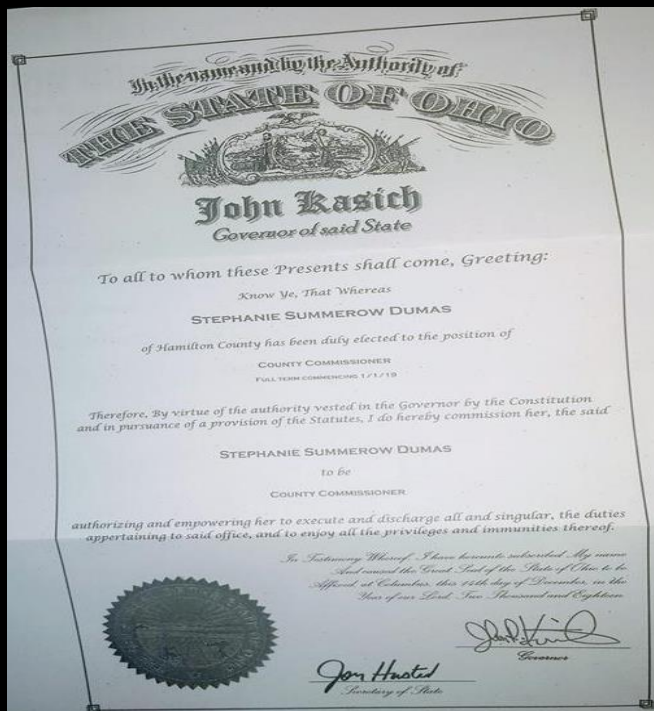 In the name and by the Authority of
THE STATE OF OHIO
John Kasich
Governor of said State
To all to whom these Presents shall come, Greeting:
Know Ye, That Whereas
STEPHANIE SUMMEROW DUMAS
of Hamilton County has been duly elected to the position of
COUNTY COMMISSIONER
FULL TERM COMMENCING 1/1/19
Therefore, By virtue of the authority vested in the Governor by the Constitution
and in pursuance of a provision of the Statutes, I do hereby commission her, the said
STEPHANIE SUMMEROW DUMAS
to be
COUNTY COMMISSIONER
authorizing and empowering her to execute and discharge all and singular, the duties
appertaining to said office, and to enjoy all the privileges and immunities thereof.
In Testimony Whereof, I have hereunto subscribed My name
And caused the Great Seal of the State of Ohio to be
Affixed at Columbus, this 14th day of December, in the
Year of our Lord, Two Thousand and Eighteen
Governor
Jon Husted
Secretary of State